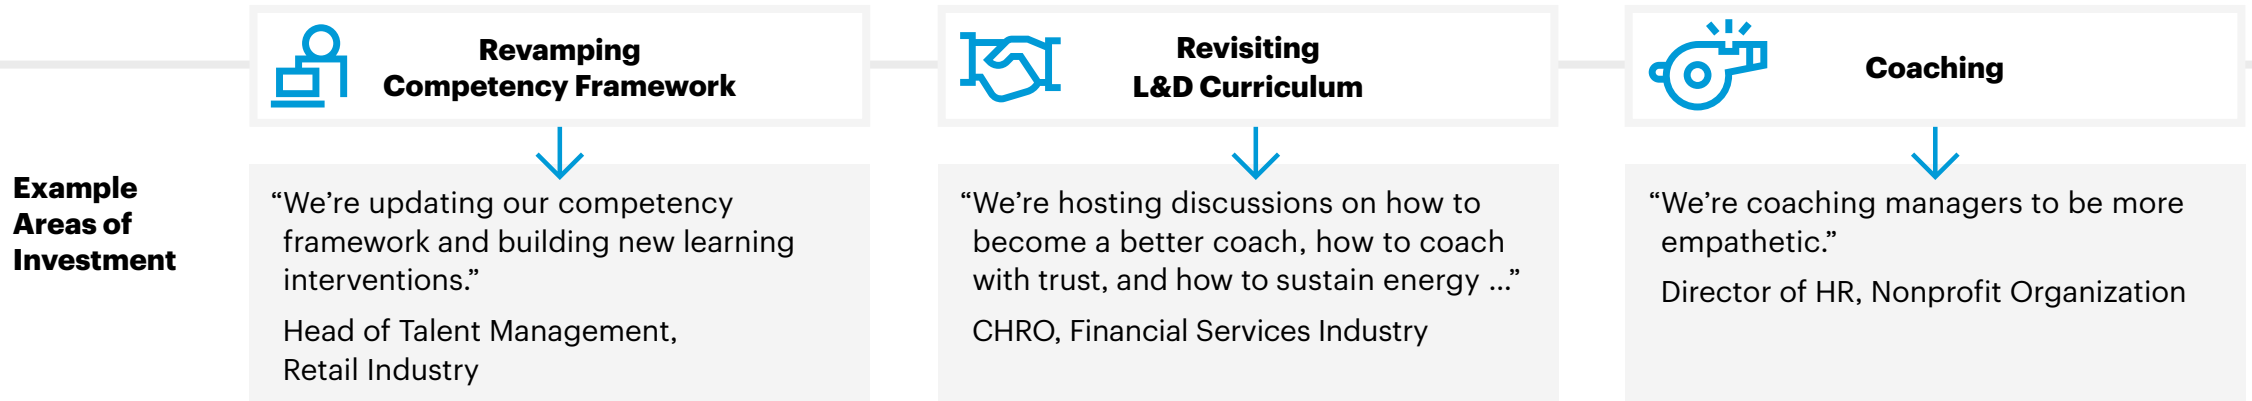 Revamping
Competency Framework
Revisiting
L&D Curriculum
Coaching
Example
Areas of
Investment
“We’re updating our competency
framework and building new learning
interventions.”
Head of Talent Management,
Retail Industry
“We’re hosting discussions on how to
become a better coach, how to coach
with trust, and how to sustain energy ...”
CHRO, Financial Services Industry
“We’re coaching managers to be more
empathetic.”
Director of HR, Nonprofit Organization